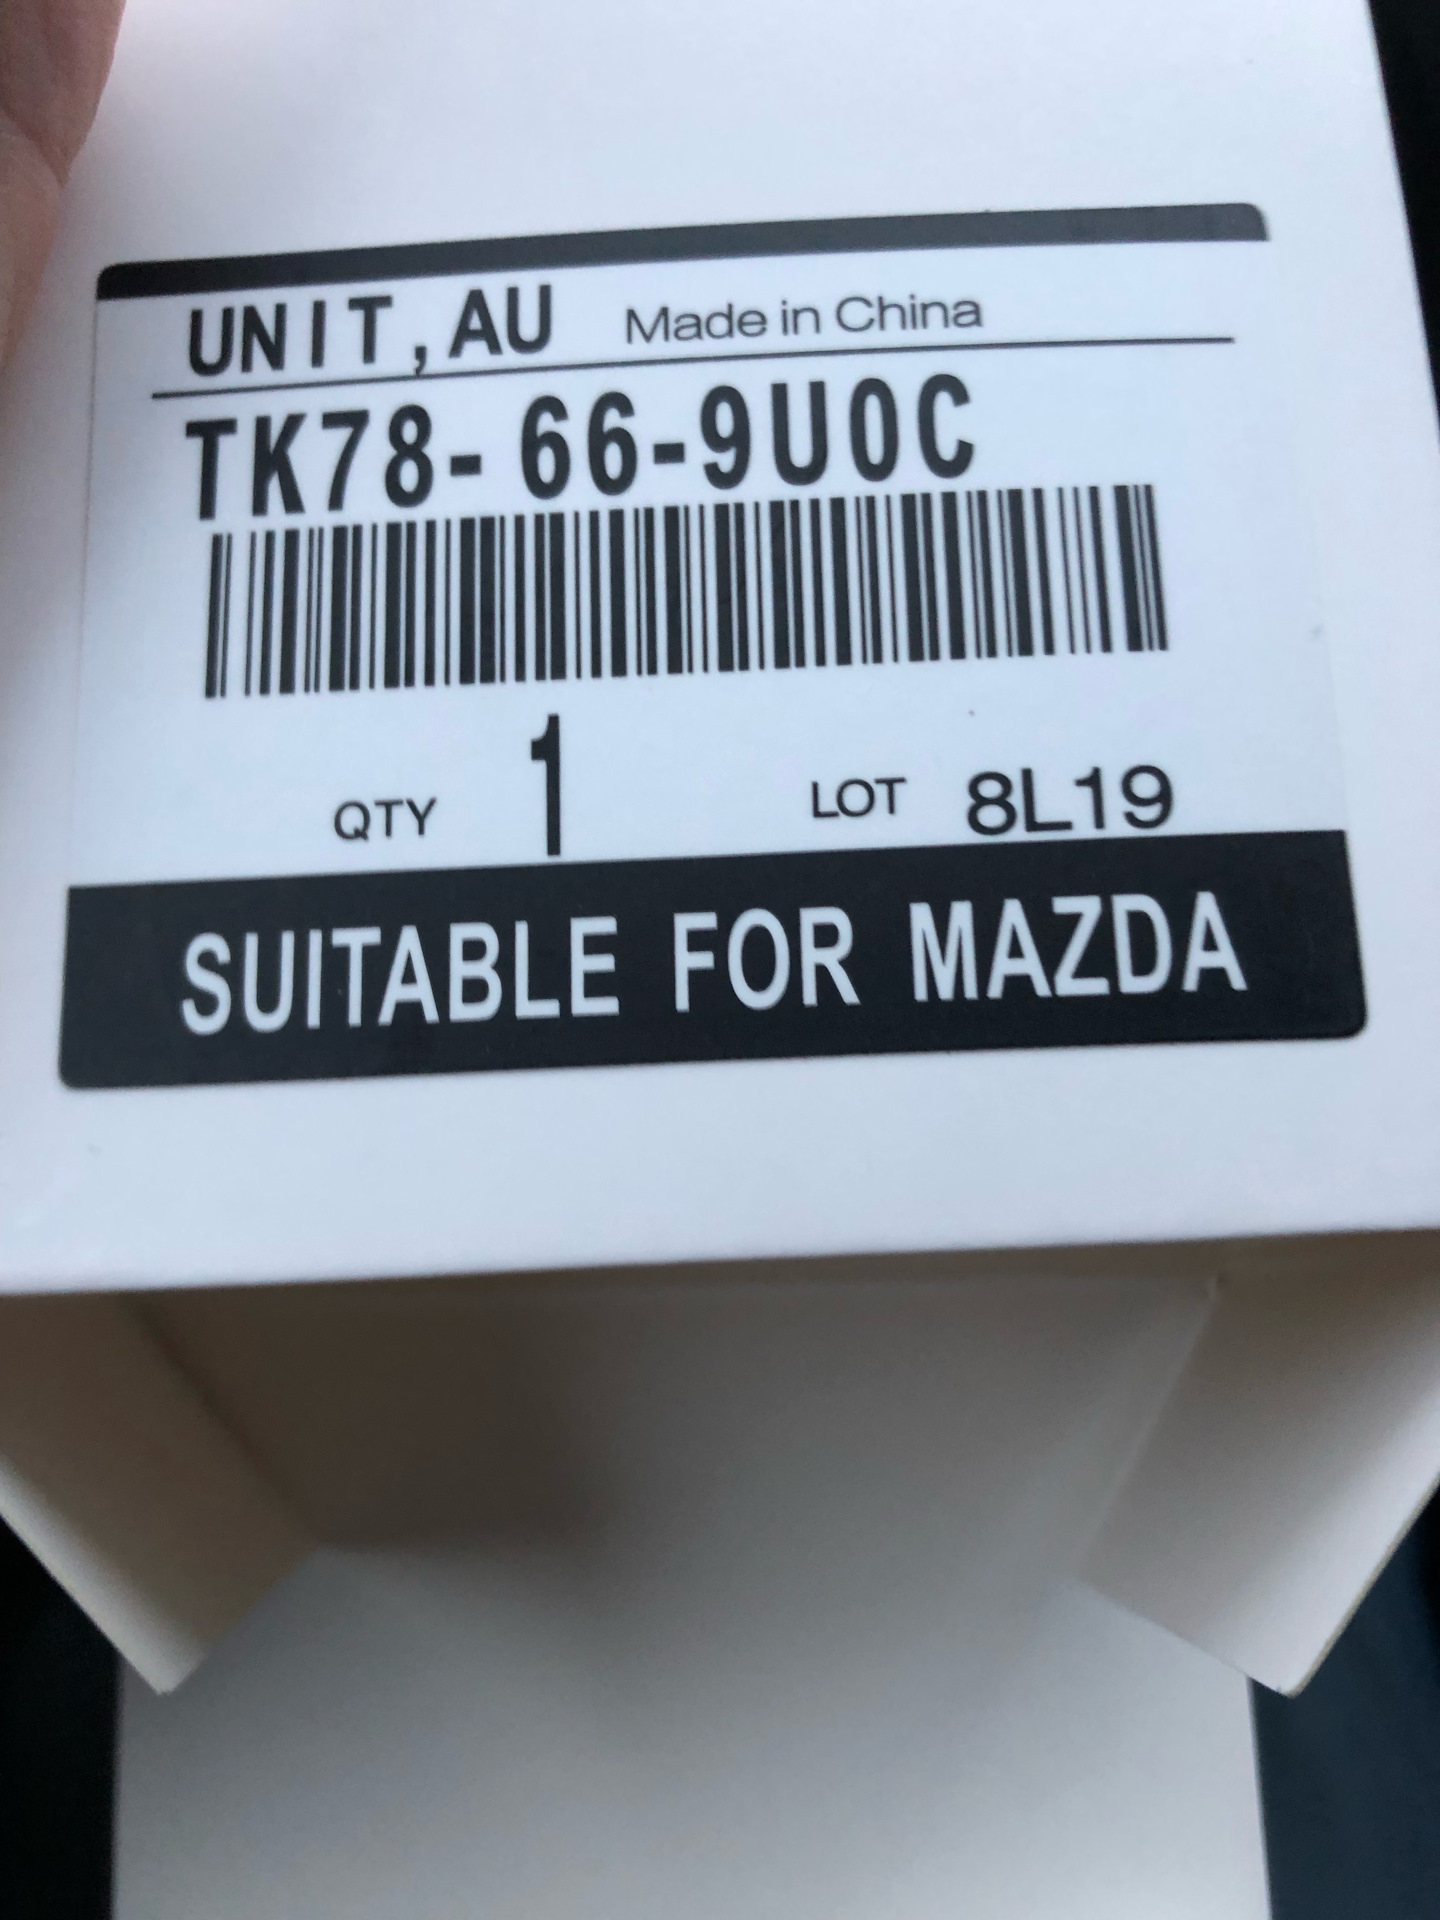 UNIT,AU Made in China
TK78-66-9U0C
QTY 1 LOT 8L19
SUITABLE FOR MAZDA